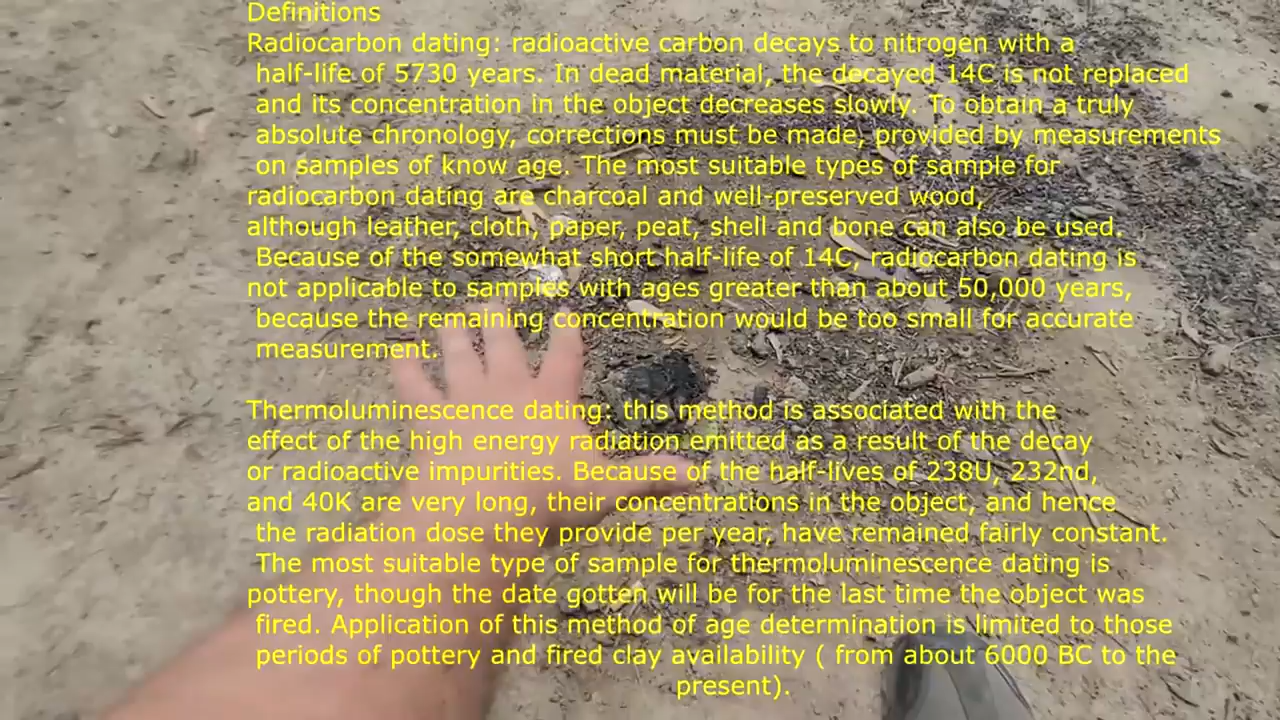 Definitions
Radiocarbon dating: radioactive carbon decays to nitrogen with a
half-life of 5730 years. In dead material, the decayed 14C is not replaced
and its concentration in the object decreases slowly. To obtain a truly
absolute chronology, corrections must be made, provided by measurements
on samples of know age. The most suitable types of sample for
radiocarbon dating are charcoal and well-preserved wood,
although leather, cloth, paper, peat, shell and bone can also be used.
Because of the somewhat short half-life of 14C, radiocarbon dating is
not applicable to samples with ages greater than about 50,000 years,
because the remaining concentration would be too small for accurate
measurement.
Thermoluminescence dating: this method is associated with the
effect of the high energy radiation emitted as a result of the decay
or radioactive impurities. Because of the half-lives of 238U, 232nd,
and 40K are very long, their concentrations in the object, and hence
the radiation dose they provide per year, have remained fairly constant.
The most suitable type of sample for thermoluminescence dating is
pottery, though the date gotten will be for the last time the object was
fired. Application of this method of age determination is limited to those
periods of pottery and fired clay availability ( from about 6000 BC to the
present).